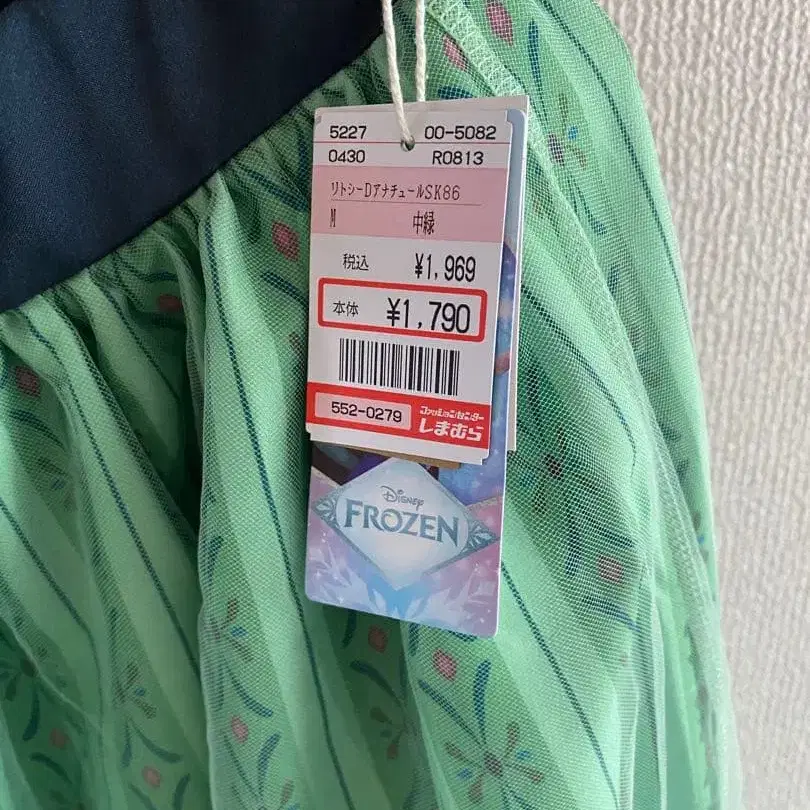 5227 00-5082
0430 R0813
リトシーDアナチュールSK86
M 中緑
税込 ¥1,969
本体 ¥1,790
552-0279
ファッションセンター
しまむら
Disney
FROZEN